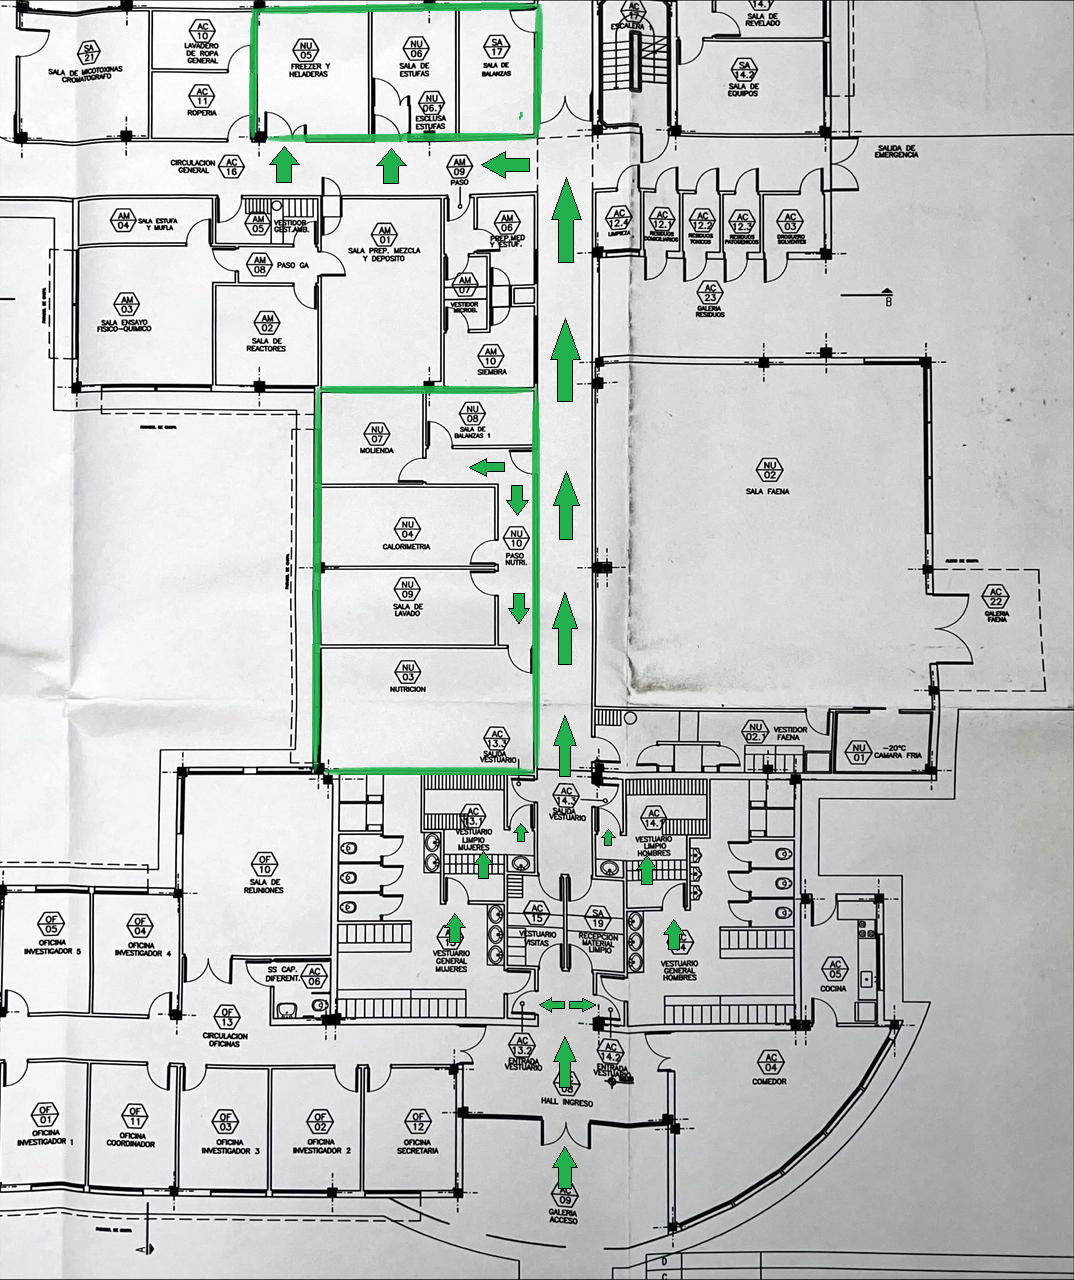 SA
21
SALA DE MICOTOXINAS
CROMATOGRAFO
AC
10
LAVADERO
DE ROPA
GENERAL
AC
11
ROPERIA
NU
05
FREEZER Y
HELADERAS
NU
06
SALA DE
ESTUFAS
NU
06.1
ESCLUSA
ESTUFAS
SA
17
SALA DE
BALANZAS
AC
17
ESCALERA
14.1
SALA DE
REVELADO
SA
14.2
SALA DE
EQUIPOS
CIRCULACION
GENERAL
AC
16
AM
09
PASO
SALIDA DE
EMERGENCIA
AM
04
SALA ESTUFA
Y MUFLA
AM
05
VESTIDOR
GEST.AMB.
AM
01
SALA PREP. MEZCLA
Y DEPOSITO
AM
06
PREP.MED
Y ESTUF.
AC
12.4
LIMPIEZA
AC
12.1
RESIDUOS
DOMICILIARIOS
AC
12.2
RESIDUOS
TOXICOS
AC
12.3
RESIDUOS
PATOGENICOS
AC
03
DROGUERO
SOLVENTES
AM
08
PASO GA
AM
07
VESTIDOR
MICROB.
AM
03
SALA ENSAYO
FISICO-QUIMICO
AM
02
SALA DE
REACTORES
AM
10
SIEMBRA
AC
23
GALERIA
RESIDUOS
B
NU
07
MOLIENDA
NU
08
SALA DE
BALANZAS 1
NU
02
SALA FAENA
NU
04
CALORIMETRIA
NU
10
PASO
NUTRI.
NU
09
SALA DE
LAVADO
AC
22
GALERIA
FAENA
NU
03
NUTRICION
AC
13.3
SALIDA
VESTUARIO
NU
02.1
VESTIDOR
FAENA
NU
01
-20°C
CAMARA FRIA
AC
14.3
SALIDA
VESTUARIO
AC
13.1
VESTUARIO
LIMPIO
MUJERES
AC
14.1
VESTUARIO
LIMPIO
HOMBRES
OF
10
SALA DE
REUNIONES
AC
15
VESTUARIO
VISITAS
SA
19
RECEPCION
MATERIAL
LIMPIO
OF
05
OFICINA
INVESTIGADOR 5
OF
04
OFICINA
INVESTIGADOR 4
VESTUARIO
GENERAL
MUJERES
VESTUARIO
GENERAL
HOMBRES
SS CAP.
DIFERENT.
AC
06
AC
05
COCINA
OF
13
CIRCULACION
OFICINAS
AC
13.2
ENTRADA
VESTUARIO
AC
14.2
ENTRADA
VESTUARIO
AC
04
COMEDOR
08
HALL INGRESO
OF
01
OFICINA
INVESTIGADOR 1
OF
11
OFICINA
COORDINADOR
OF
03
OFICINA
INVESTIGADOR 3
OF
02
OFICINA
INVESTIGADOR 2
OF
12
OFICINA
SECRETARIA
AC
09
GALERIA
ACCESO
A
D